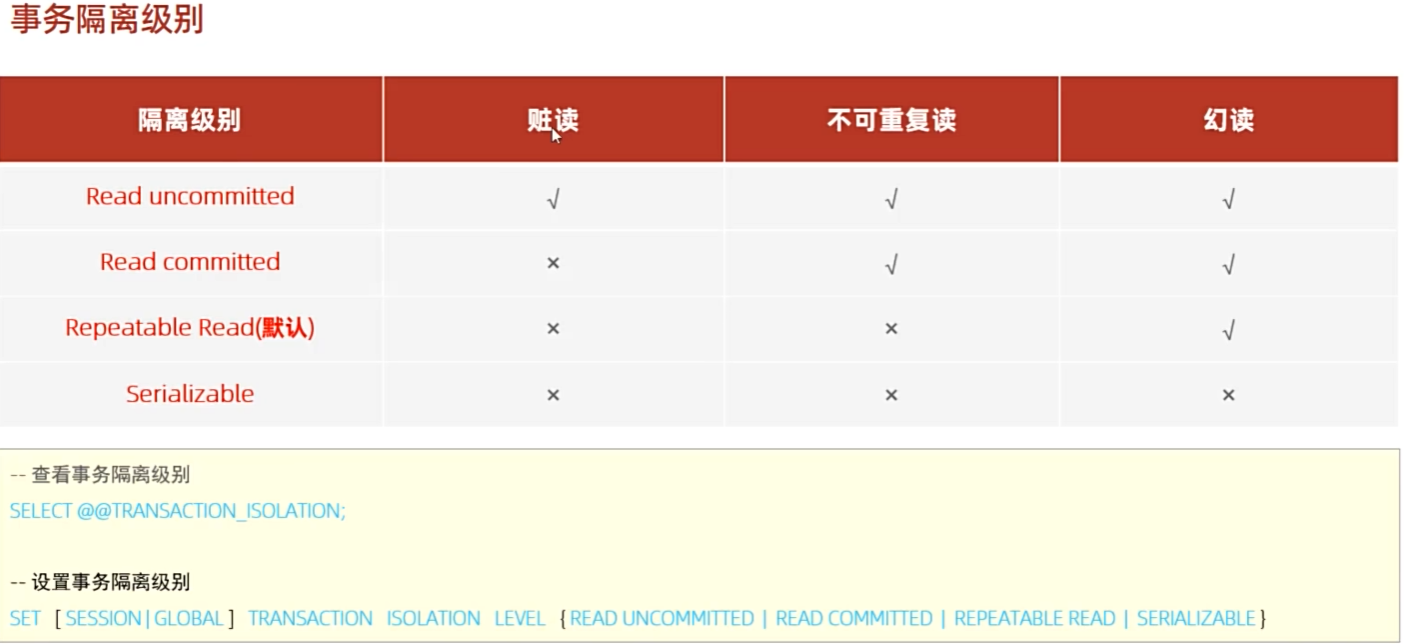 事务隔离级别
隔离级别 赃读 不可重复读 幻读
Read uncommitted √ √ √
Read committed × √ √
Repeatable Read(默认) × × √
Serializable × × ×
-- 查看事务隔离级别
SELECT @@TRANSACTION_ISOLATION;
-- 设置事务隔离级别
SET [ SESSION | GLOBAL ] TRANSACTION ISOLATION LEVEL { READ UNCOMMITTED | READ COMMITTED | REPEATABLE READ | SERIALIZABLE }